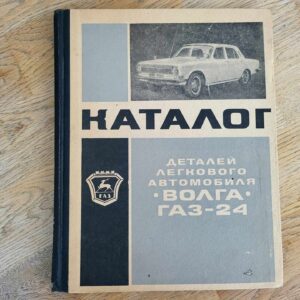 КАТАЛОГ
ГАЗ
ДЕТАЛЕЙ
ЛЕГКОВОГО
АВТОМОБИЛЯ
•ВОЛГА•
ГАЗ-24